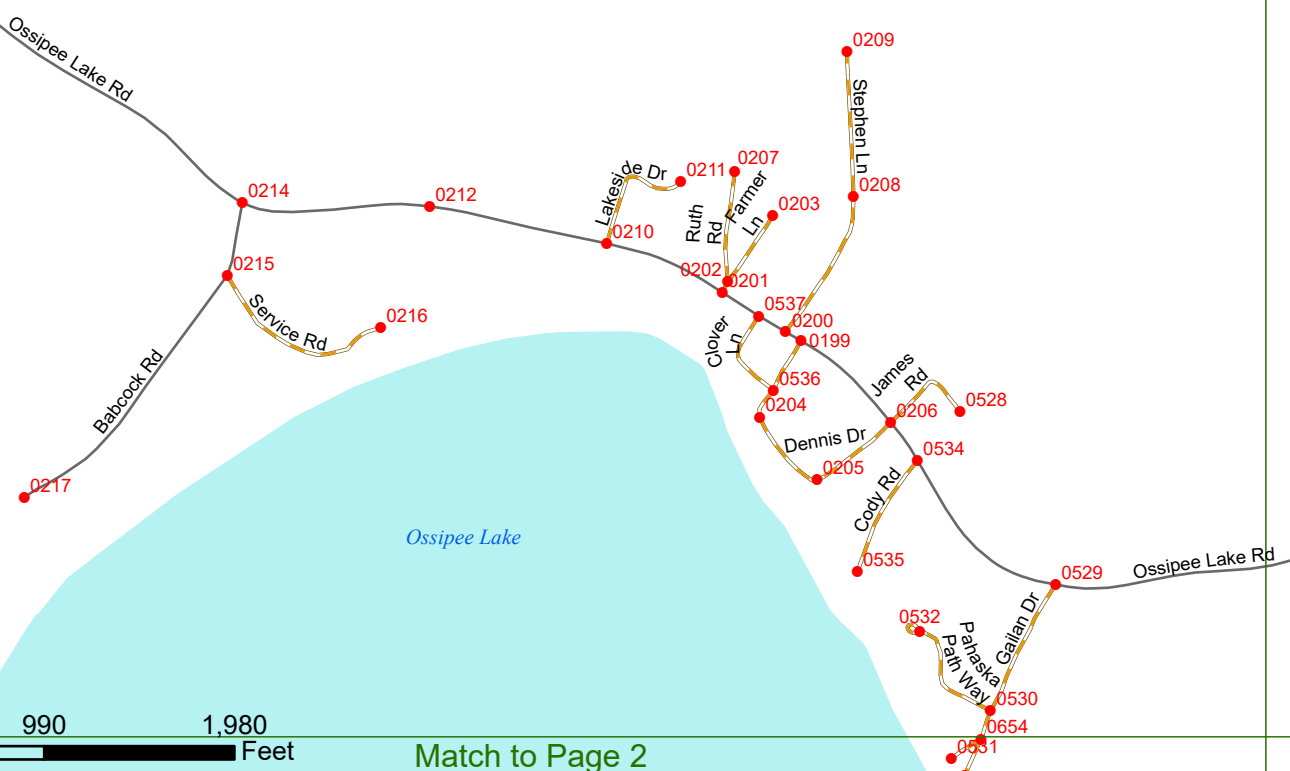 Ossipee Lake Rd
0209
Stephen Ln
0207
0211
Lakeside Dr
Farmer
Ln
0208
0214
0212
0203
Ruth
Rd
0210
0215
0202
0201
0537
Service Rd
0216
0200
0199
Clover
Ln
0536
James
Rd
0528
0204
0206
Babcock Rd
Dennis Dr
0534
0205
0217
Cody Rd
Ossipee Lake
0535
0529
Ossipee Lake Rd
0532
Gailan Dr
Pahaska
Path Way
0530
0654
0531
990 1,980
Feet
Match to Page 2